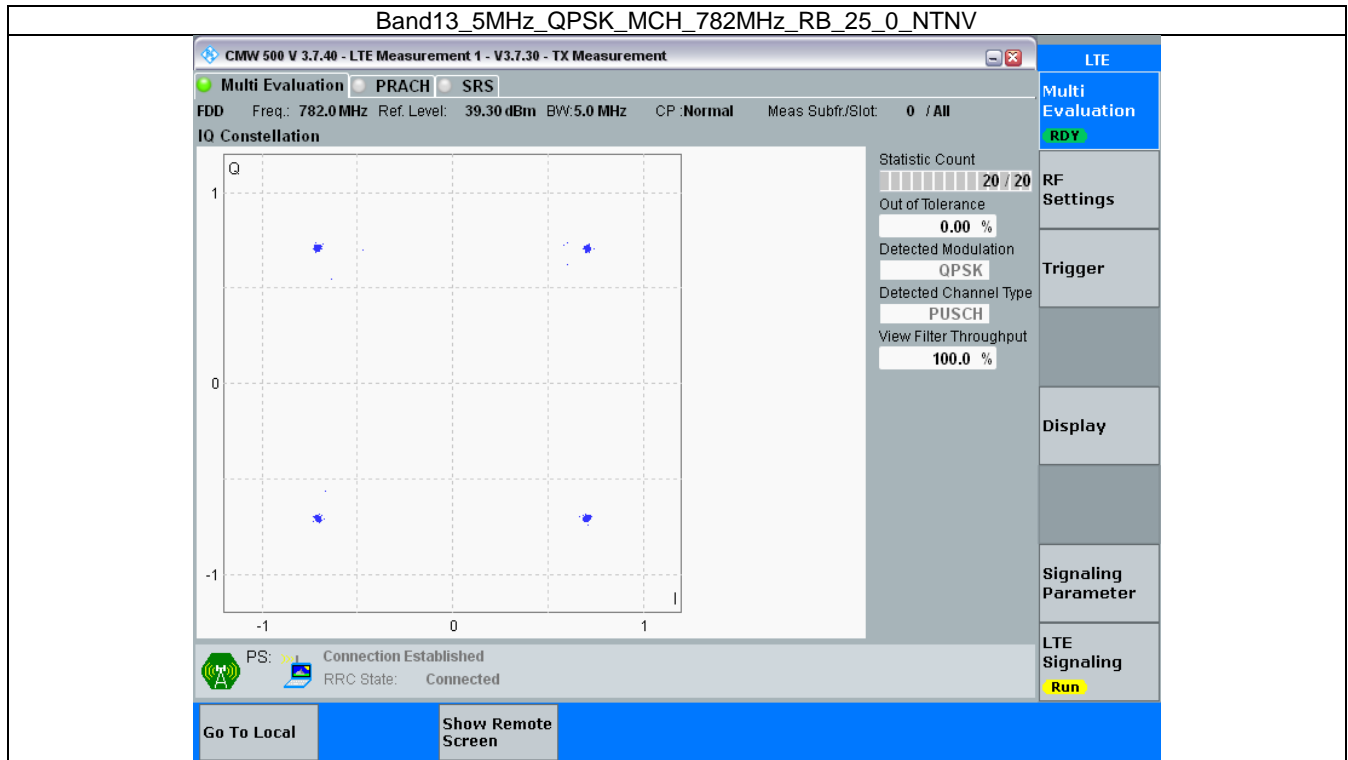 Band13_5MHz_QPSK_MCH_782MHz_RB_25_0_NTNV
CMW 500 V 3.7.40 - LTE Measurement 1 - V3.7.30 - TX Measurement
LTE
Multi Evaluation PRACH SRS
FDD Freq.: 782.0 MHz Ref. Level: 39.30 dBm BW: 5.0 MHz CP : Normal Meas Subfr./Slot: 0 / All
IQ Constellation
Q
1
0
-1
I
-1 0 1
Statistic Count
20 / 20
Out of Tolerance
0.00 %
Detected Modulation
QPSK
Detected Channel Type
PUSCH
View Filter Throughput
100.0 %
Multi
Evaluation
RDY
RF
Settings
Trigger
Display
Signaling
Parameter
LTE
Signaling
Run
PS: Connection Established
RRC State: Connected
Go To Local
Show Remote
Screen